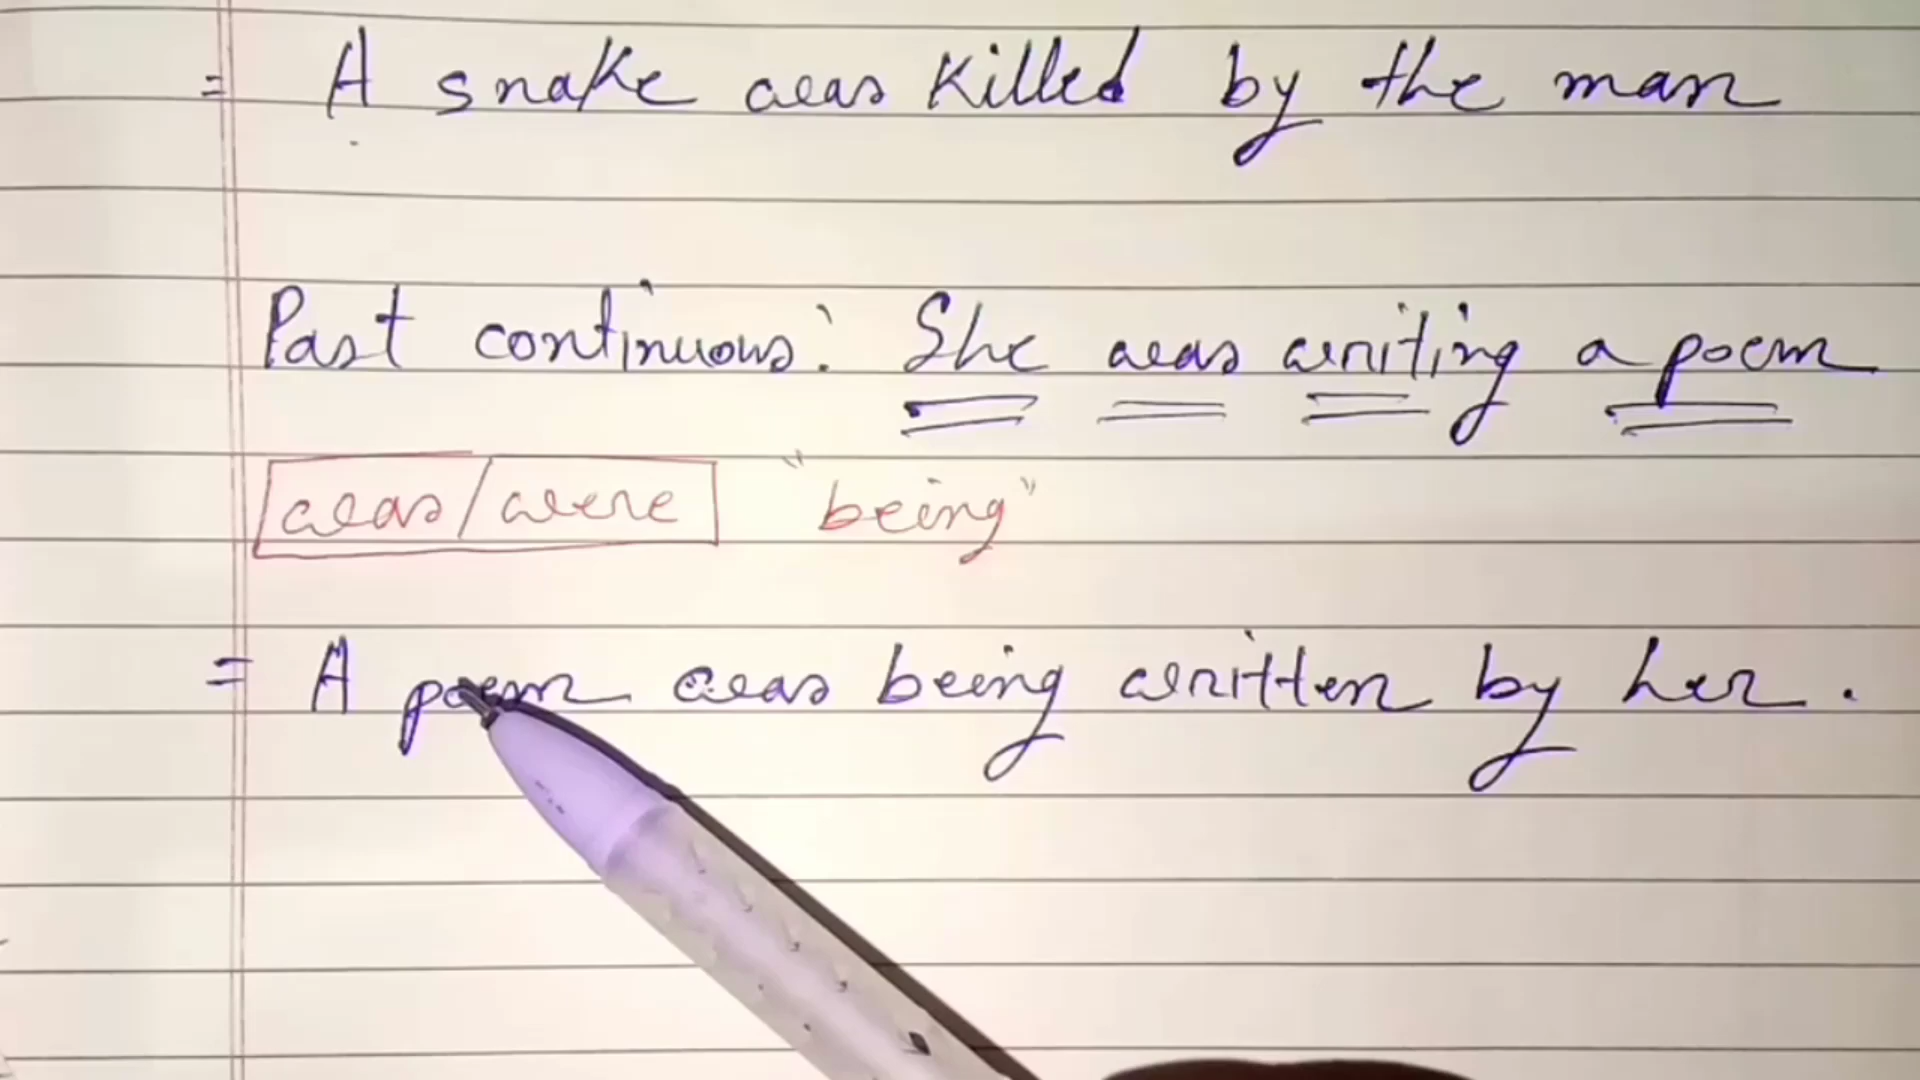 = A snake was killed by the man
Past continuous: She was writing a poem
was/were "being"
= A poem was being written by her.